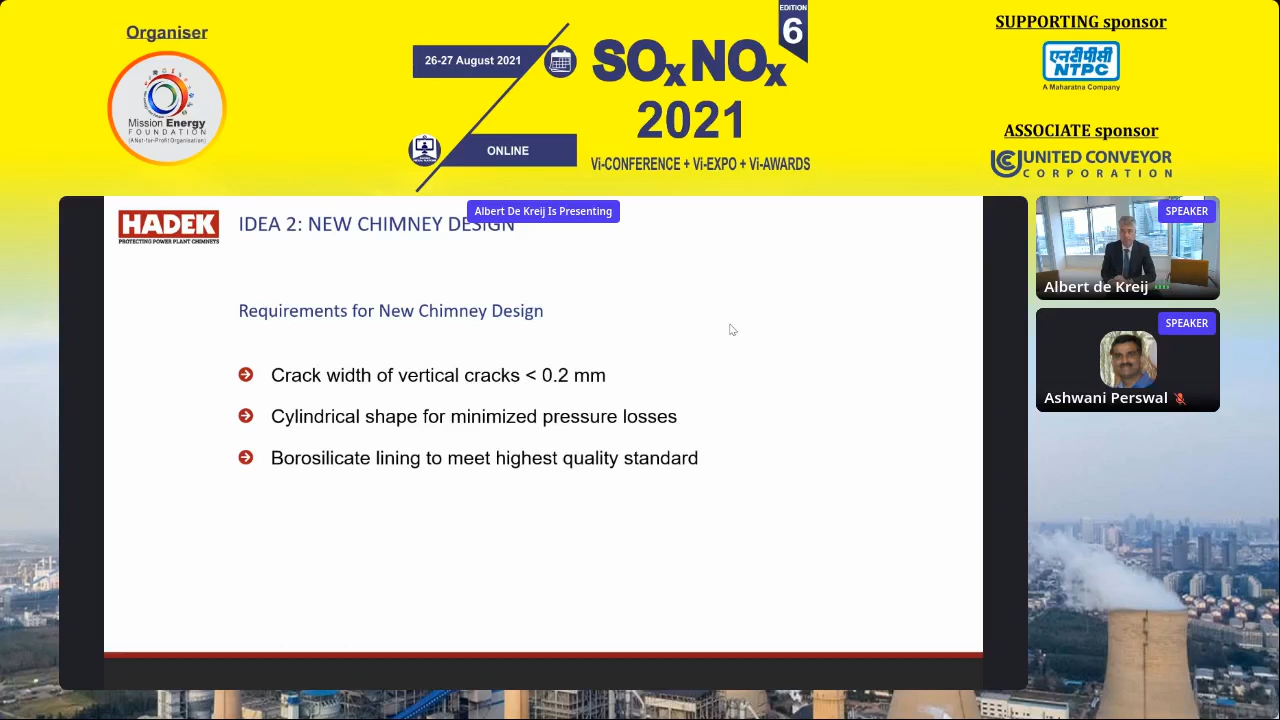 Organiser
Mission Energy
FOUNDATION
(A Not-for-Profit Organisation)
26-27 August 2021
ONLINE
EDITION
6
SOx NOx
2021
Vi-CONFERENCE + Vi-EXPO + Vi-AWARDS
SUPPORTING sponsor
एनटीपीसी
NTPC
A Maharatna Company
ASSOCIATE sponsor
UNITED CONVEYOR
CORPORATION
Albert De Kreij Is Presenting
HADEK
PROTECTING POWER PLANT CHIMNEYS
IDEA 2: NEW CHIMNEY DESIGN
Requirements for New Chimney Design
Crack width of vertical cracks < 0.2 mm
Cylindrical shape for minimized pressure losses
Borosilicate lining to meet highest quality standard
SPEAKER
Albert de Kreij
SPEAKER
Ashwani Perswal